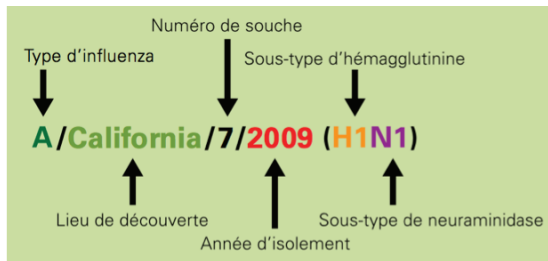 Numéro de souche
Type d'influenza
Sous-type d'hémagglutinine
A/California/7/2009 (H1N1)
Lieu de découverte
Sous-type de neuraminidase
Année d'isolement